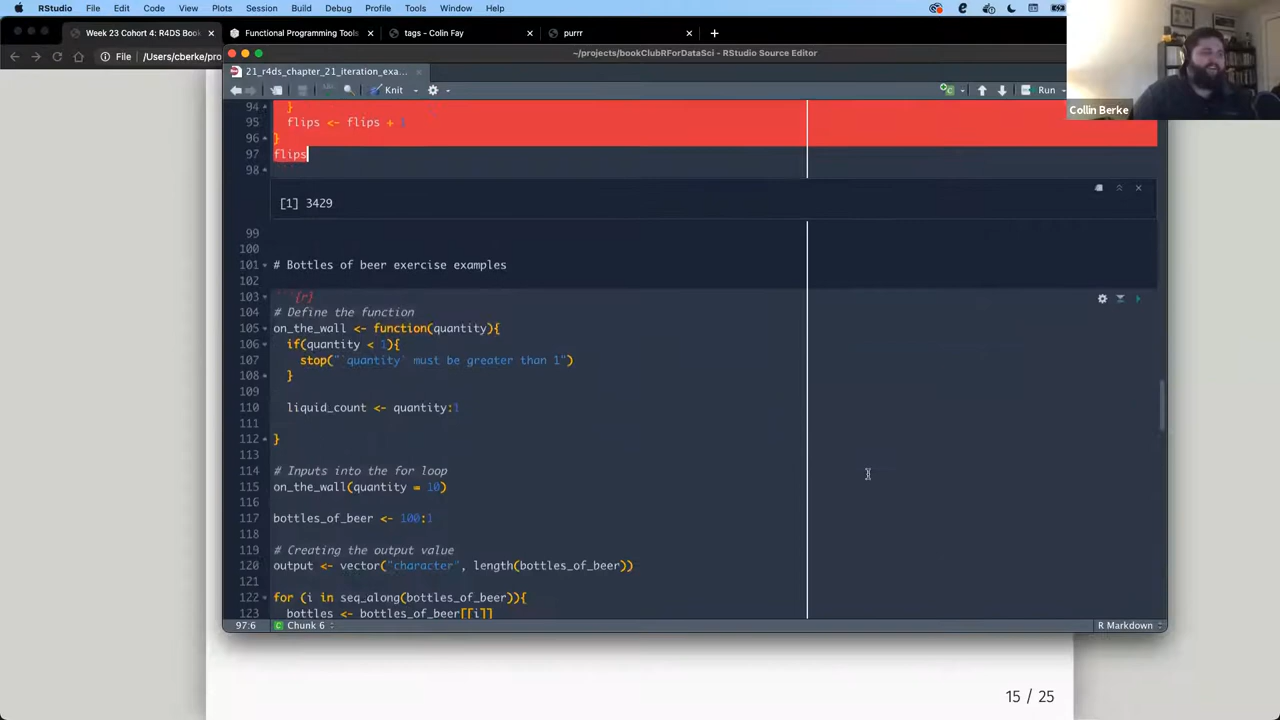 RStudio File Edit Code View Plots Session Build Debug Profile Tools Window Help
Week 23 Cohort 4: R4DS Boo
Functional Programming Tools
tags - Colin Fay
purrr
File /Users/cberke/pro
~/projects/bookClubRForDataSci - RStudio Source Editor
21_r4ds_chapter_21_iteration_exa...
Knit
Run
Collin Berke
94 }
95 flips <- flips + 1
96 }
97 flips
98 ```
[1] 3429
99
100
101 # Bottles of beer exercise examples
102
103 ```{r}
104 # Define the function
105 on_the_wall <- function(quantity){
106 if(quantity < 1){
107 stop("`quantity` must be greater than 1")
108 }
109
110 liquid_count <- quantity:1
111
112 }
113
114 # Inputs into the for loop
115 on_the_wall(quantity = 10)
116
117 bottles_of_beer <- 100:1
118
119 # Creating the output value
120 output <- vector("character", length(bottles_of_beer))
121
122 for (i in seq_along(bottles_of_beer)){
123 bottles <- bottles_of_beer[[i]]
97:6 Chunk 6 R Markdown
15 / 25